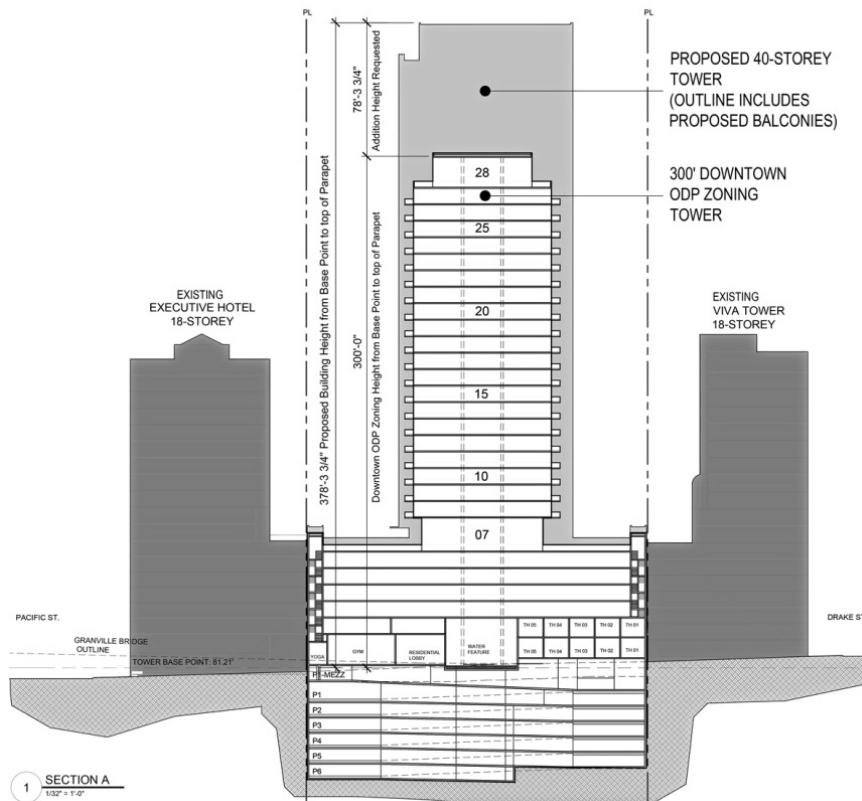 PL
PL
78'-3 3/4"
Addition Height Requested
378'-3 3/4" Proposed Building Height from Base Point to top of Parapet
300'-0"
Downtown ODP Zoning Height from Base Point to top of Parapet
PROPOSED 40-STOREY
TOWER
(OUTLINE INCLUDES
PROPOSED BALCONIES)
300' DOWNTOWN
ODP ZONING
TOWER
28
25
20
15
10
07
EXISTING
EXECUTIVE HOTEL
18-STOREY
EXISTING
VIVA TOWER
18-STOREY
PACIFIC ST.
DRAKE ST
GRANVILLE BRIDGE
OUTLINE
TOWER BASE POINT: 81.21'
YOGA
GYM
RESIDENTIAL
LOBBY
WATER
FEATURE
TH 05 TH 04 TH 03 TH 02 TH 01
TH 05 TH 04 TH 03 TH 02 TH 01
P1-MEZZ
P1
P2
P3
P4
P5
P6
1 SECTION A
1/32" = 1'-0"